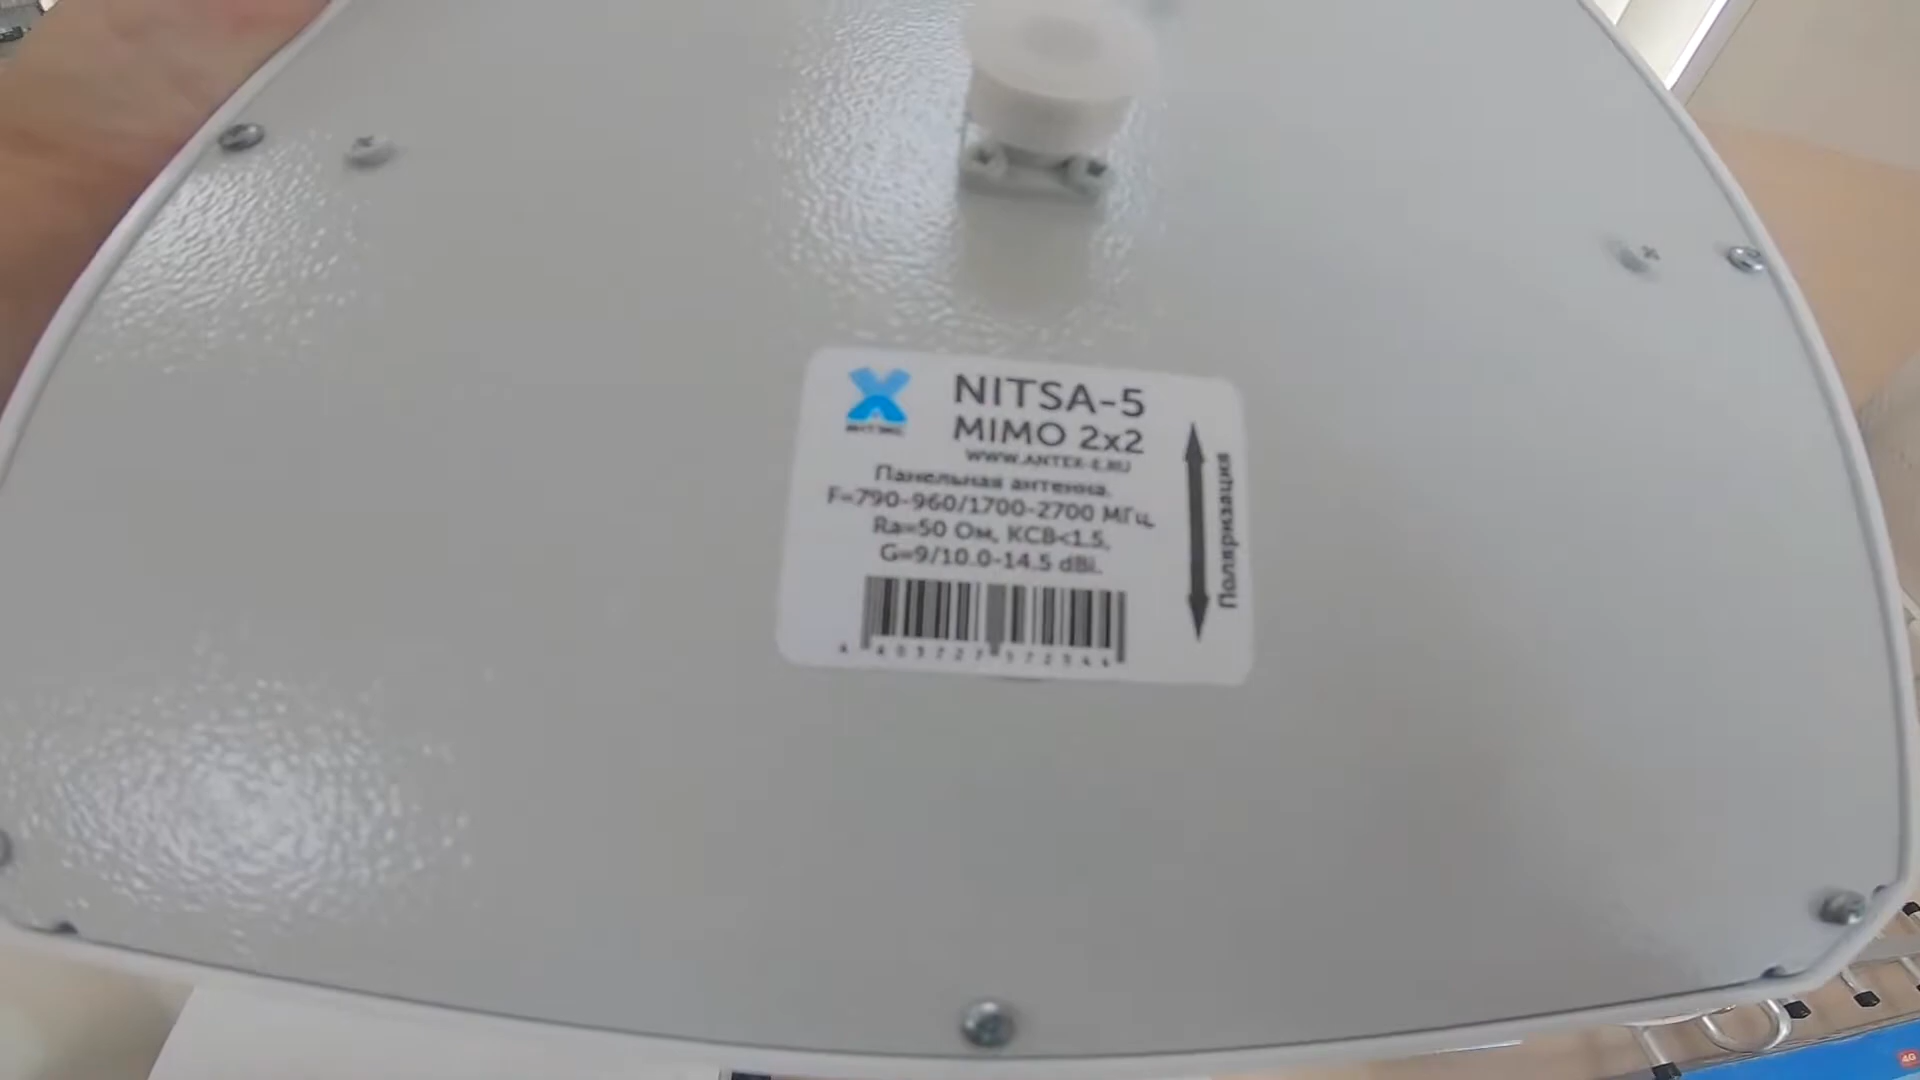 NITSA-5
MIMO 2x2
WWW.ANTEX-E.RU
Панельная антенна.
F=790-960/1700-2700 МГц,
Ra=50 Ом, КСВ<1.5,
G=9/10.0-14.5 dBi.
Поляризация
4G